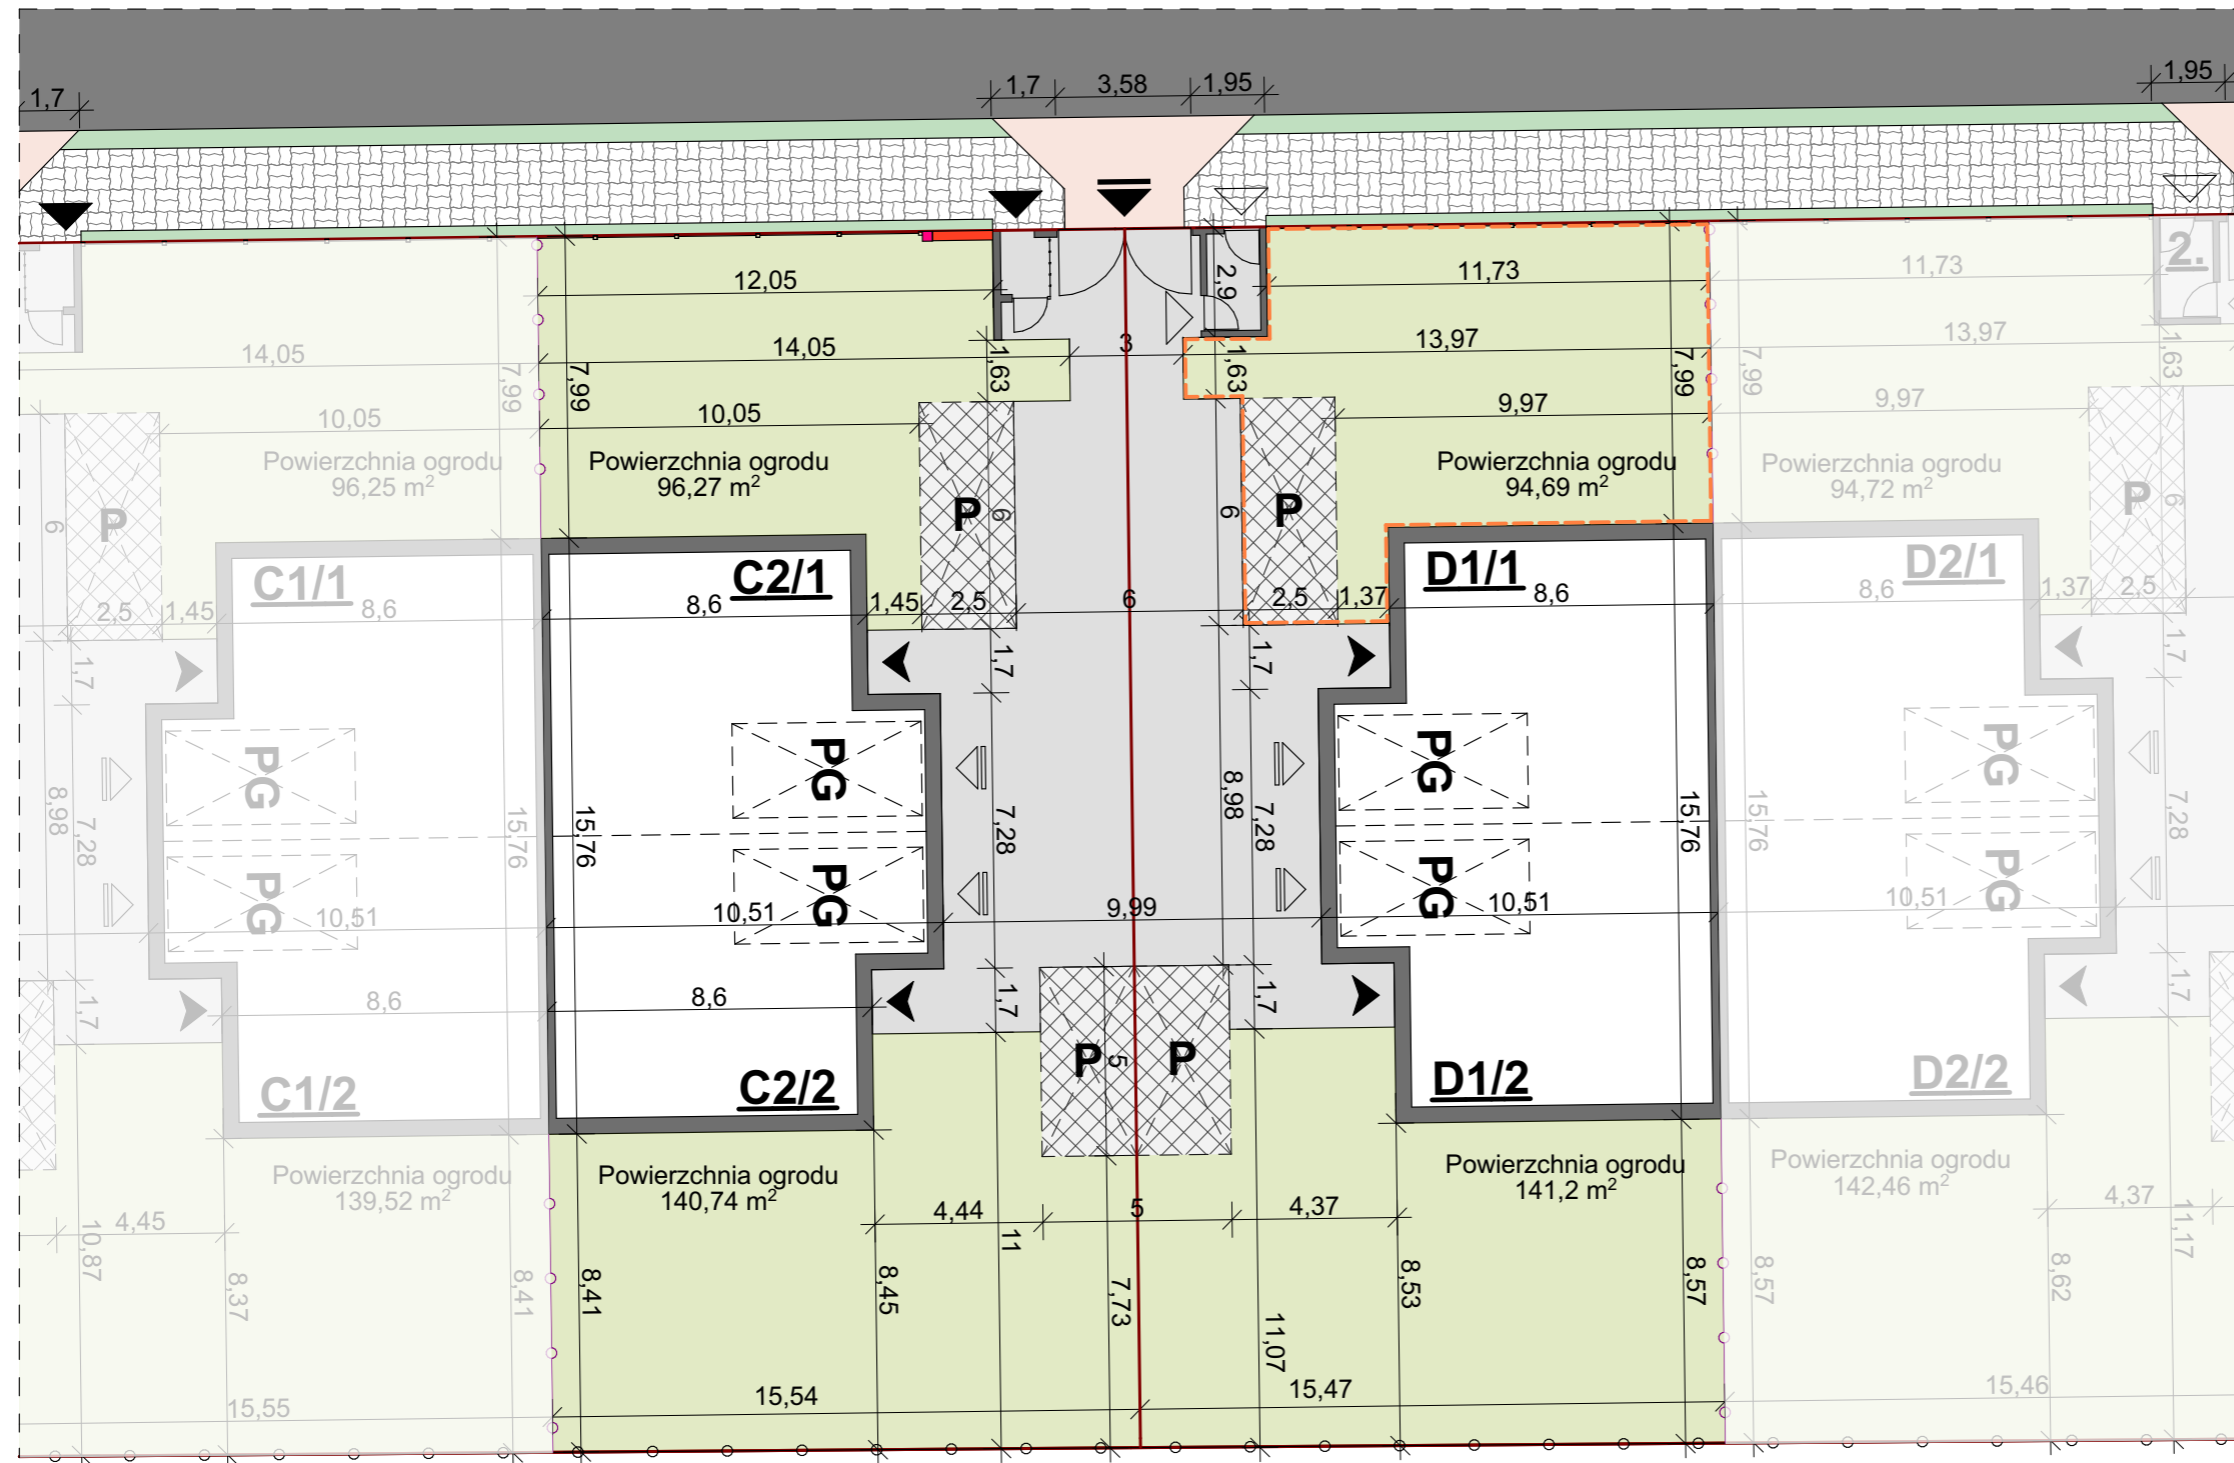 1,7
1,7
3,58
1,95
1,95
12,05
2,9
11,73
11,73
2.
14,05
14,05
3
13,97
13,97
7,99
7,99
1,63
1,63
7,99
7,99
1,63
10,05
10,05
9,97
9,97
Powierzchnia ogrodu
96,25 m²
Powierzchnia ogrodu
96,27 m²
Powierzchnia ogrodu
94,69 m²
Powierzchnia ogrodu
94,72 m²
6
P
P
6
6
P
P
6
C1/1
C2/1
D1/1
D2/1
2,5
1,45
8,6
8,6
1,45
2,5
6
2,5
1,37
8,6
8,6
1,37
2,5
1,7
1,7
1,7
1,7
PG
PG
PG
PG
8,98
7,28
15,76
15,76
7,28
8,98
7,28
15,76
15,76
7,28
PG
PG
PG
PG
10,51
10,51
9,99
10,51
10,51
1,7
8,6
8,6
1,7
1,7
1,7
P
5
P
C1/2
C2/2
D1/2
D2/2
Powierzchnia ogrodu
139,52 m²
Powierzchnia ogrodu
140,74 m²
Powierzchnia ogrodu
141,2 m²
Powierzchnia ogrodu
142,46 m²
4,45
4,44
5
4,37
4,37
10,87
8,37
8,41
8,41
8,45
11
7,73
11,07
8,53
8,57
8,57
8,62
11,17
15,55
15,54
15,47
15,46